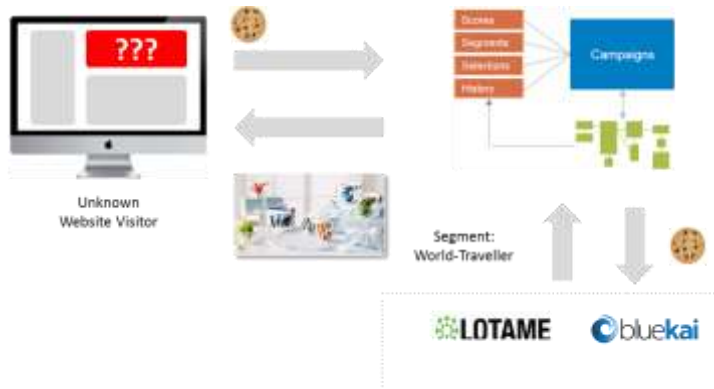 ???
Scores
Segments
Selections
History
Campaigns
Unknown
Website Visitor
Segment:
World-Traveller
LOTAME
bluekai